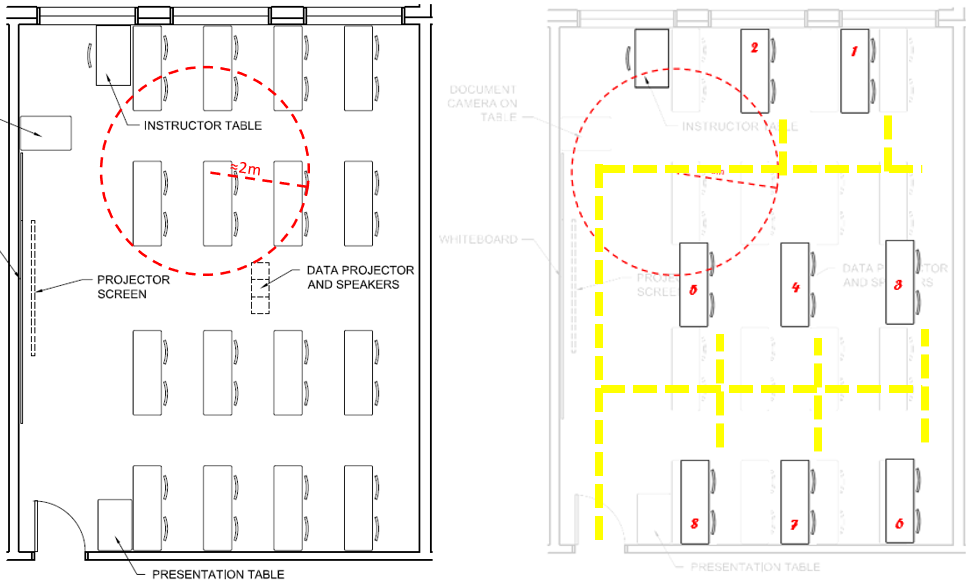 INSTRUCTOR TABLE
≈2m
PROJECTOR
SCREEN
DATA PROJECTOR
AND SPEAKERS
PRESENTATION TABLE
2
1
DOCUMENT
CAMERA ON
TABLE
INSTRUCTOR TABLE
WHITEBOARD
5
4
3
DATA PROJECTOR
AND SPEAKERS
8
7
6
PRESENTATION TABLE